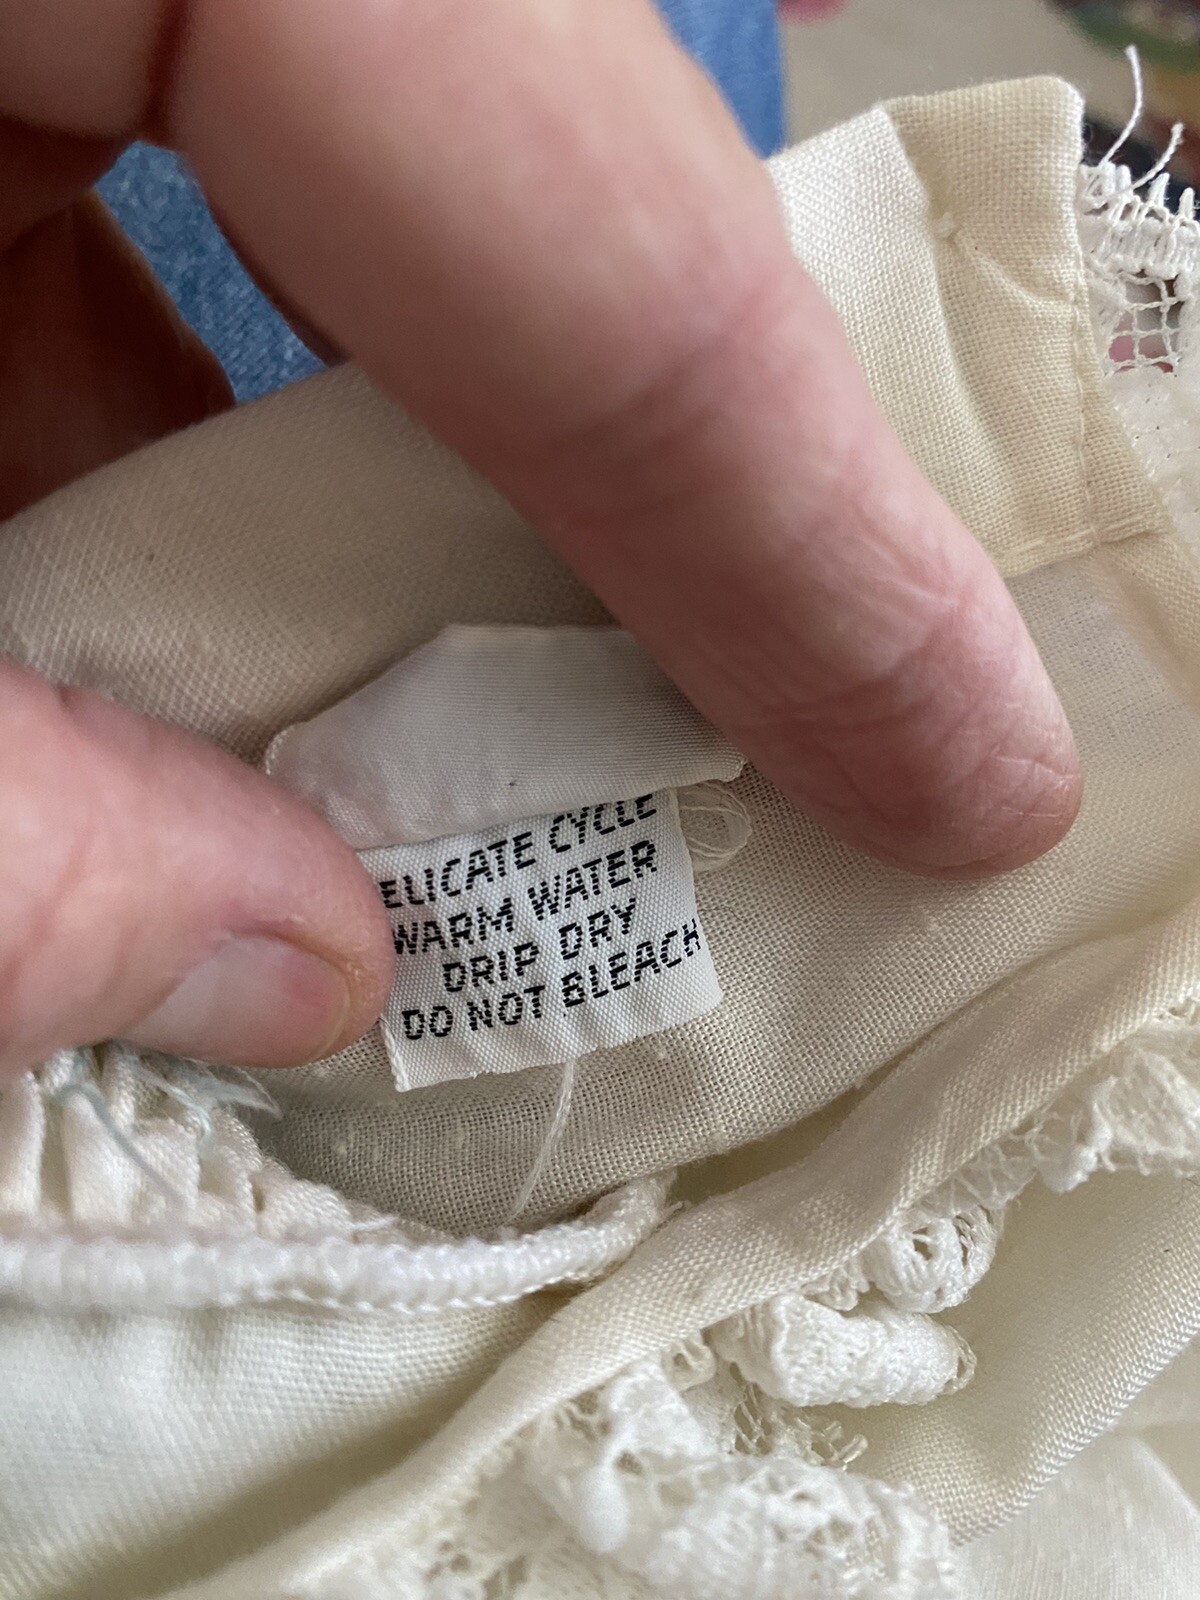 ELICATE CYCLE
WARM WATER
DRIP DRY
DO NOT BLEACH